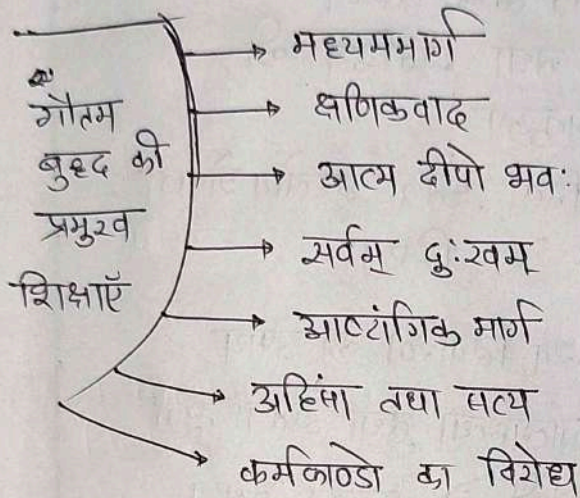 गौतम
बुद्ध की
प्रमुख
शिक्षाएँ
मध्यममार्ग
क्षणिकवाद
आत्म दीपो भव:
सर्वम् दु:खम्
आष्टांगिक मार्ग
अहिंसा तथा सत्य
कर्मकाण्डो का विरोध